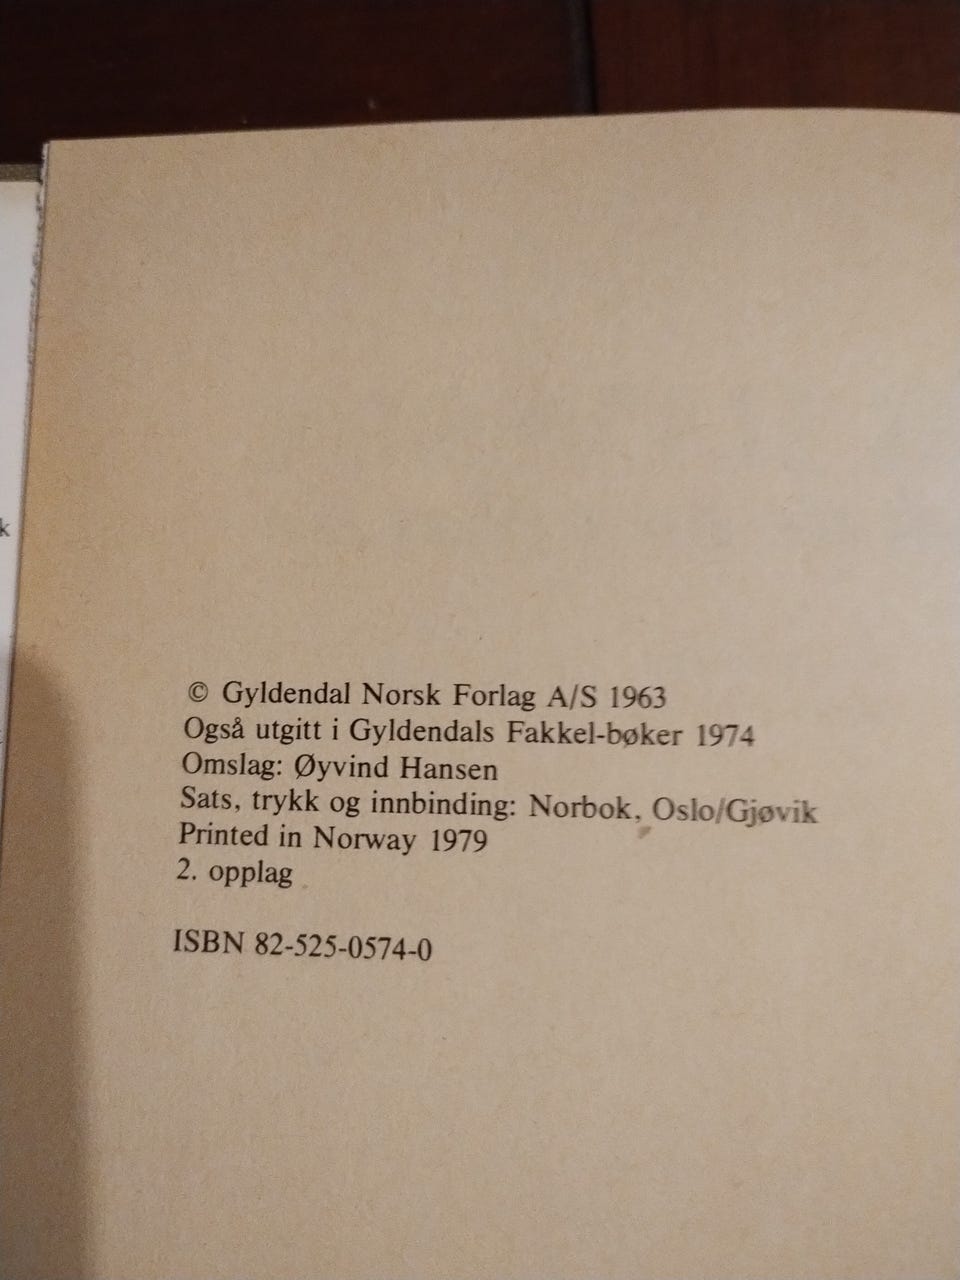 k
© Gyldendal Norsk Forlag A/S 1963
Også utgitt i Gyldendals Fakkel-bøker 1974
Omslag: Øyvind Hansen
Sats, trykk og innbinding: Norbok, Oslo/Gjøvik
Printed in Norway 1979
2. opplag
ISBN 82-525-0574-0